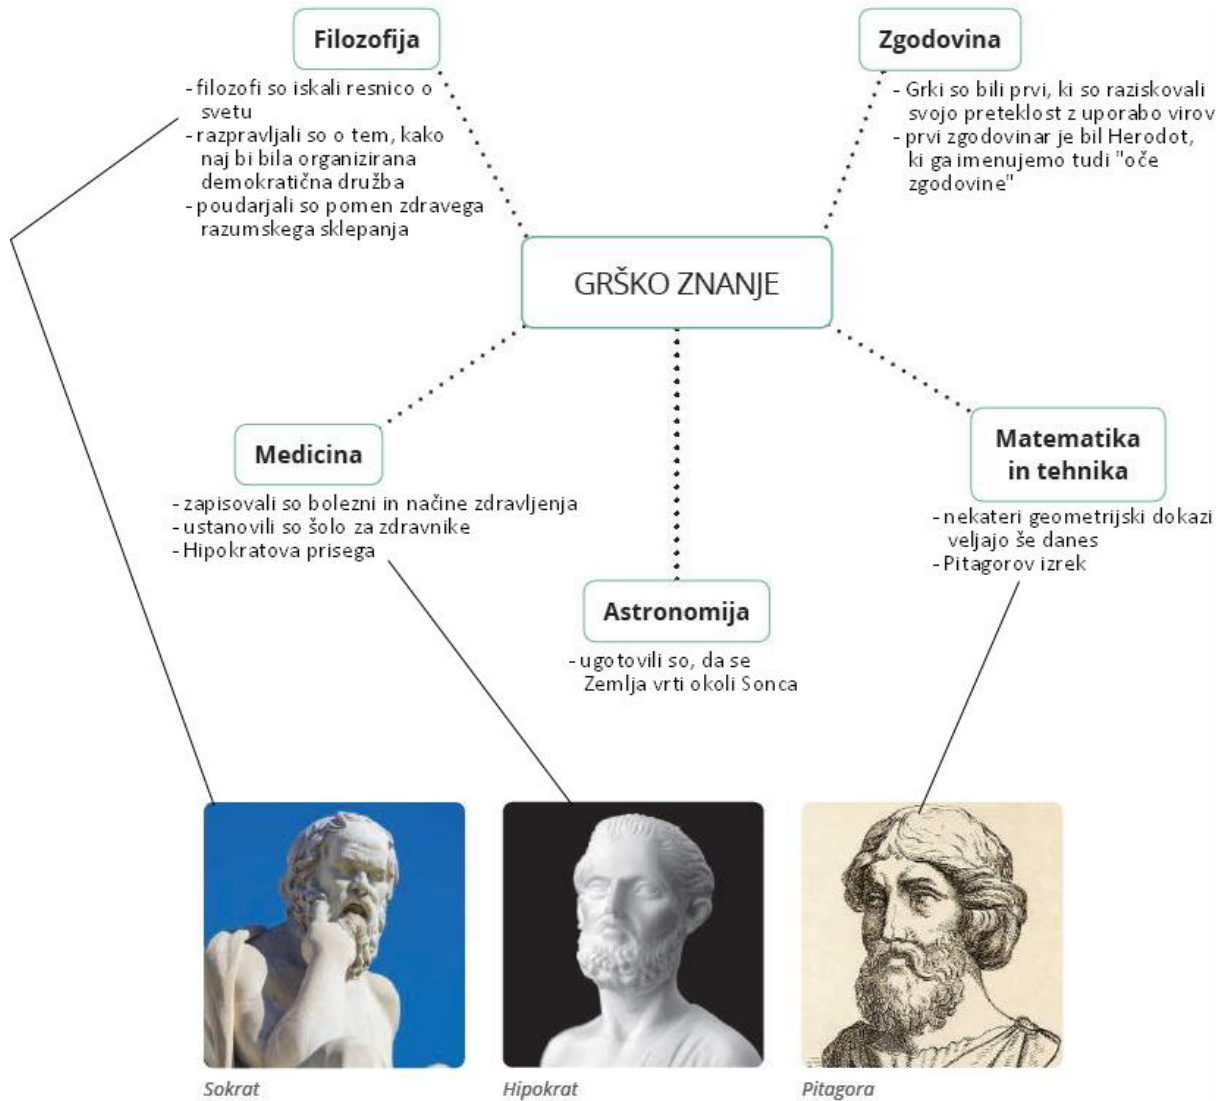 Filozofija
- filozofi so iskali resnico o
svetu
- razpravljali so o tem, kako
naj bi bila organizirana
demokratična družba
- poudarjali so pomen zdravega
razumskega sklepanja
Zgodovina
- Grki so bili prvi, ki so raziskovali
svojo preteklost z uporabo virov
- prvi zgodovinar je bil Herodot,
ki ga imenujemo tudi "oče
zgodovine"
GRŠKO ZNANJE
Medicina
- zapisovali so bolezni in načine zdravljenja
- ustanovili so šolo za zdravnike
- Hipokratova prisega
Matematika
in tehnika
- nekateri geometrijski dokazi
veljajo še danes
- Pitagorov izrek
Astronomija
- ugotovili so, da se
Zemlja vrti okoli Sonca
Sokrat
Hipokrat
Pitagora